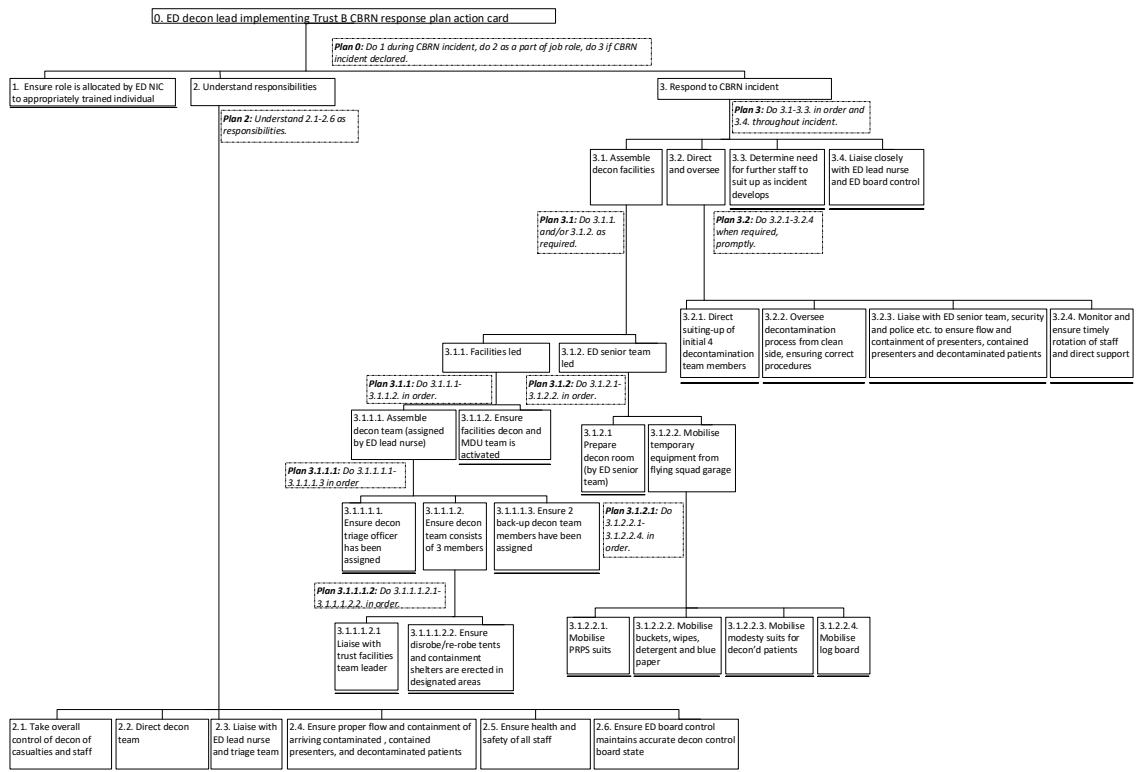 0. ED decon lead implementing Trust B CBRN response plan action card
Plan 0: Do 1 during CBRN incident, do 2 as a part of job role, do 3 if CBRN
incident declared.
1. Ensure role is allocated by ED NIC
to appropriately trained individual
2. Understand responsibilities
3. Respond to CBRN incident
Plan 2: Understand 2.1-2.6 as
responsibilities.
Plan 3: Do 3.1-3.3. in order and
3.4. throughout incident.
3.1. Assemble
decon facilities
3.2. Direct
and oversee
3.3. Determine need
for further staff to
suit up as incident
develops
3.4. Liaise closely
with ED lead nurse
and ED board control
Plan 3.1: Do 3.1.1.
and/or 3.1.2. as
required.
Plan 3.2: Do 3.2.1-3.2.4
when required,
promptly.
3.2.1. Direct
suiting-up of
initial 4
decontamination
team members
3.2.2. Oversee
decontamination
process from clean
side, ensuring correct
procedures
3.2.3. Liaise with ED senior team, security
and police etc. to ensure flow and
containment of presenters, contained
presenters and decontaminated patients
3.2.4. Monitor and
ensure timely
rotation of staff
and direct support
3.1.1. Facilities led
3.1.2. ED senior team
led
Plan 3.1.1: Do 3.1.1.1-
3.1.1.2. in order.
Plan 3.1.2: Do 3.1.2.1-
3.1.2.2. in order.
3.1.1.1. Assemble
decon team (assigned
by ED lead nurse)
3.1.1.2. Ensure
facilities decon and
MDU team is
activated
3.1.2.1
Prepare
decon room
(by ED senior
team)
3.1.2.2. Mobilise
temporary
equipment from
flying squad garage
Plan 3.1.1.1: Do 3.1.1.1.1-
3.1.1.1.3 in order
3.1.1.1.1.
Ensure decon
triage officer
has been
assigned
3.1.1.1.2.
Ensure decon
team consists
of 3 members
3.1.1.1.3. Ensure 2
back-up decon team
members have been
assigned
Plan 3.1.2.1: Do
3.1.2.2.1-
3.1.2.2.4. in
order.
Plan 3.1.1.1.2: Do 3.1.1.1.2.1-
3.1.1.1.2.2. in order.
3.1.1.1.2.1
Liaise with
trust facilities
team leader
3.1.1.1.2.2. Ensure
disrobe/re-robe tents
and containment
shelters are erected in
designated areas
3.1.2.2.1.
Mobilise
PRPS suits
3.1.2.2.2. Mobilise
buckets, wipes,
detergent and blue
paper
3.1.2.2.3. Mobilise
modesty suits for
decon’d patients
3.1.2.2.4.
Mobilise
log board
2.1. Take overall
control of decon of
casualties and staff
2.2. Direct decon
team
2.3. Liaise with
ED lead nurse
and triage team
2.4. Ensure proper flow and containment of
arriving contaminated , contained
presenters, and decontaminated patients
2.5. Ensure health and
safety of all staff
2.6. Ensure ED board control
maintains accurate decon control
board state